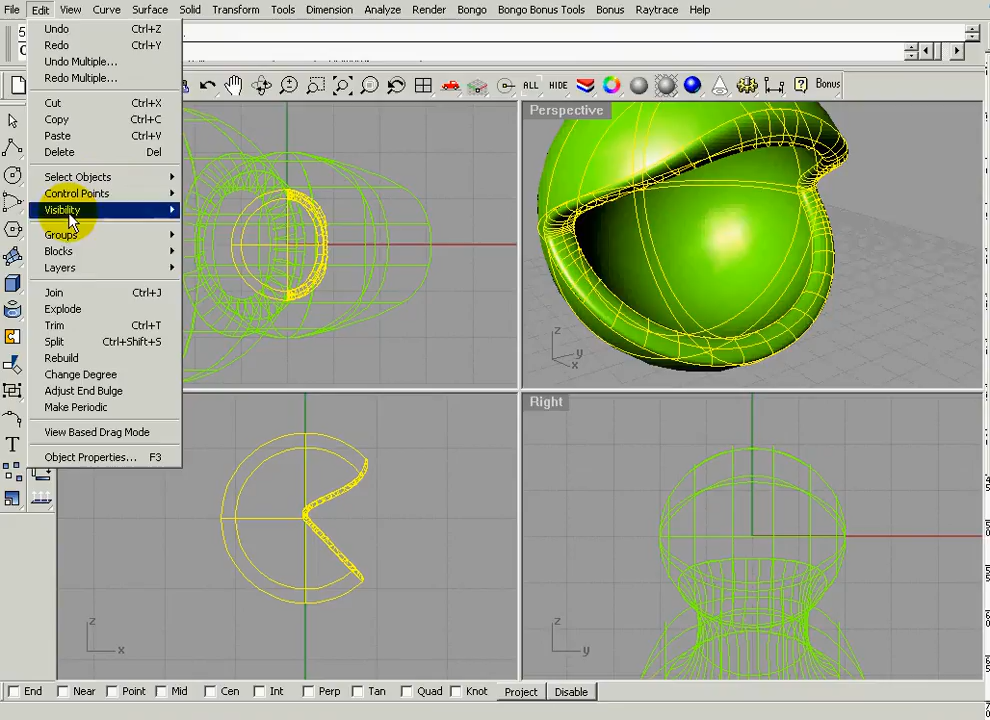 File Edit View Curve Surface Solid Transform Tools Dimension Analyze Render Bongo Bongo Bonus Tools Bonus Raytrace Help
5
C
Undo Ctrl+Z
Redo Ctrl+Y
Undo Multiple...
Redo Multiple...
ALL HIDE Bonus
Cut Ctrl+X
Copy Ctrl+C
Paste Ctrl+V
Delete Del
Select Objects
Control Points
Visibility
Groups
Blocks
Layers
Join Ctrl+J
Explode
Trim Ctrl+T
Split Ctrl+Shift+S
Rebuild
Change Degree
Adjust End Bulge
Make Periodic
View Based Drag Mode
Object Properties... F3
T
Perspective
z
y
x
z
x
Right
z
y
End Near Point Mid Cen Int Perp Tan Quad Knot Project Disable